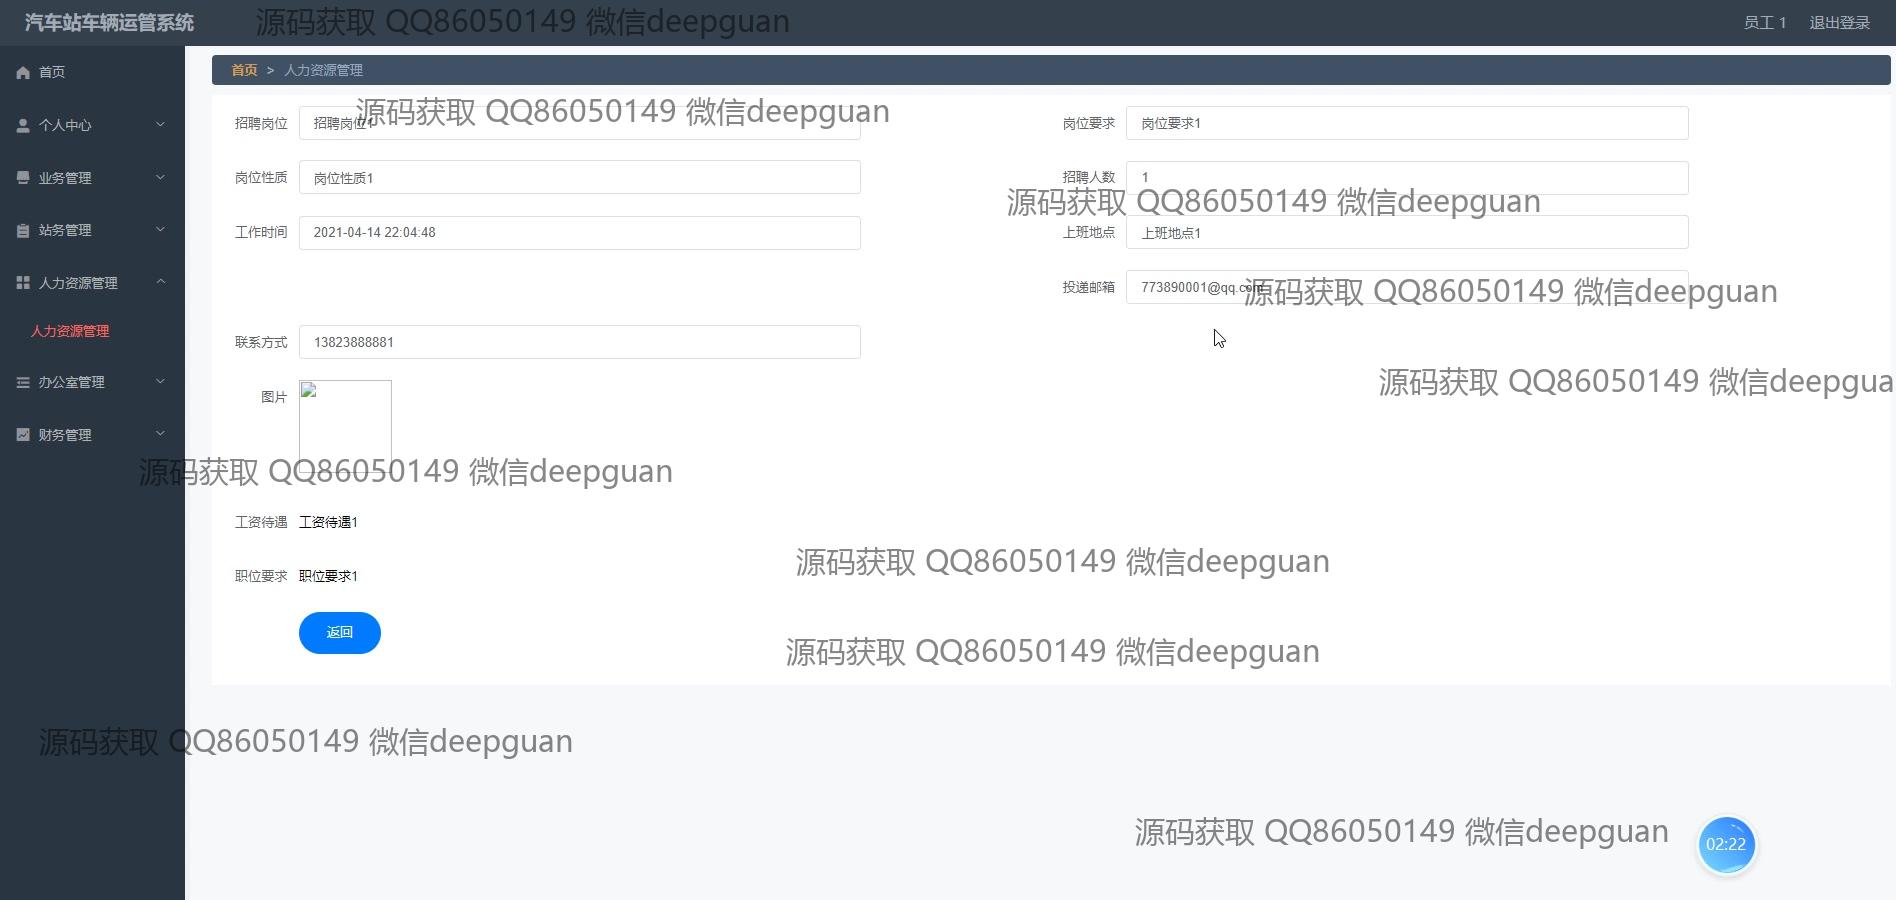 汽车站车辆运管系统
源码获取 QQ86050149 微信deepguan
员工 1 退出登录
首页
首页 > 人力资源管理
个人中心
招聘岗位 招聘岗位1
源码获取 QQ86050149 微信deepguan
岗位要求 岗位要求1
业务管理
岗位性质 岗位性质1
招聘人数 1
源码获取 QQ86050149 微信deepguan
站务管理
工作时间 2021-04-14 22:04:48
上班地点 上班地点1
人力资源管理
投递邮箱 773890001@qq.com
源码获取 QQ86050149 微信deepguan
人力资源管理
联系方式 13823888881
办公室管理
图片
源码获取 QQ86050149 微信deepgua
财务管理
源码获取 QQ86050149 微信deepguan
工资待遇 工资待遇1
源码获取 QQ86050149 微信deepguan
职位要求 职位要求1
返回
源码获取 QQ86050149 微信deepguan
源码获取 QQ86050149 微信deepguan
源码获取 QQ86050149 微信deepguan
02:22